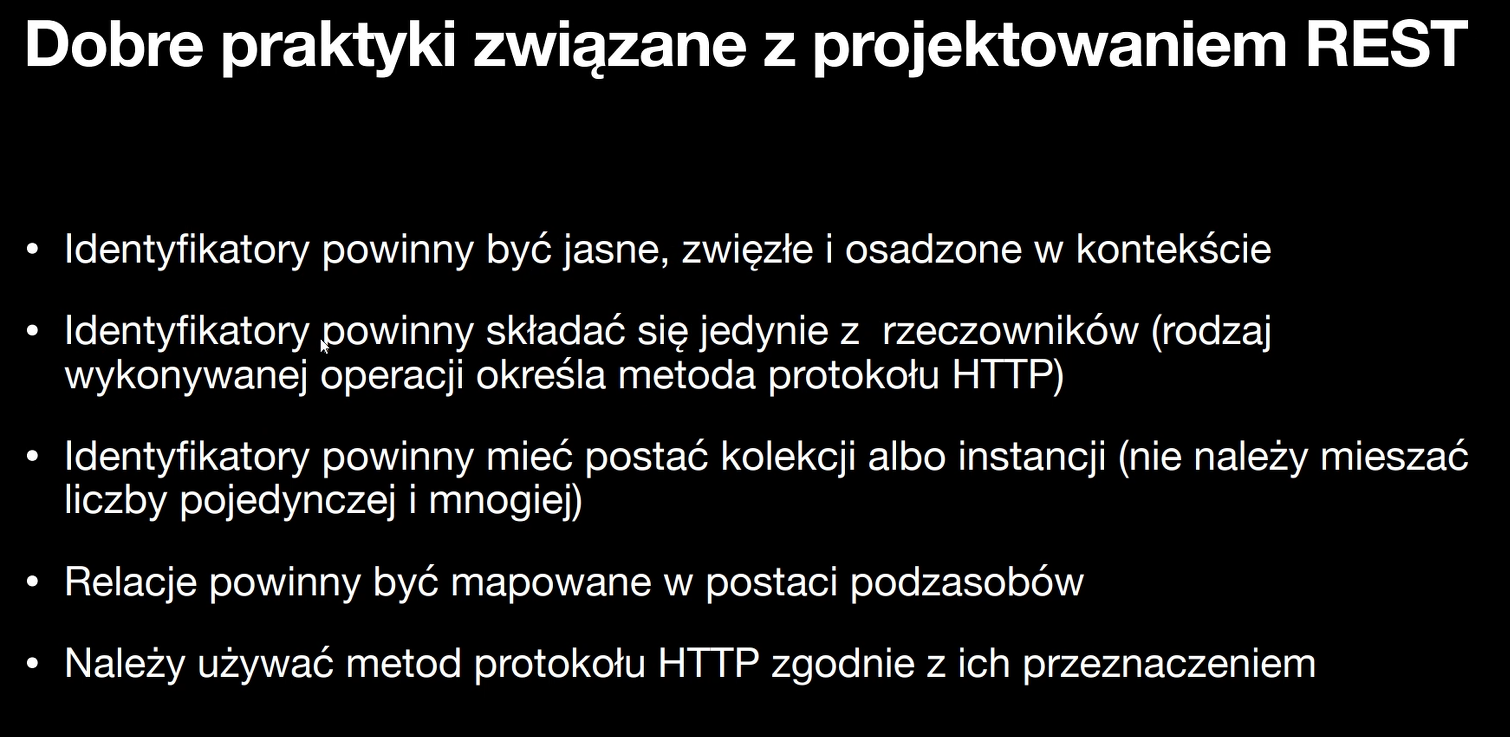 Dobre praktyki związane z projektowaniem REST
• Identyfikatory powinny być jasne, zwięzłe i osadzone w kontekście
• Identyfikatory powinny składać się jedynie z  rzeczowników (rodzaj
wykonywanej operacji określa metoda protokołu HTTP)
• Identyfikatory powinny mieć postać kolekcji albo instancji (nie należy mieszać
liczby pojedynczej i mnogiej)
• Relacje powinny być mapowane w postaci podzasobów
• Należy używać metod protokołu HTTP zgodnie z ich przeznaczeniem